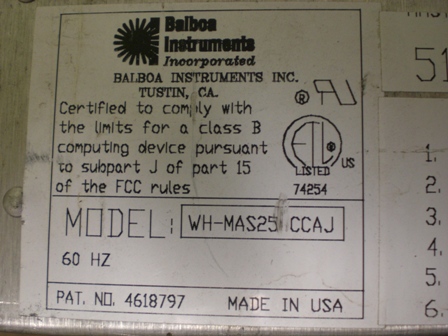 Balboa
Instruments
Incorporated
BALBOA INSTRUMENTS INC.
TUSTIN, CA.
Certified to comply with
the limits for a class B
computing device pursuant
to subpart J of part 15
of the FCC rules
®
ETL ®
US
LISTED
74254
MODEL: WH-MAS25 CCAJ
60 HZ
PAT. NO. 4618797 MADE IN USA
51
1.
2.
3.
4.
5.
6.